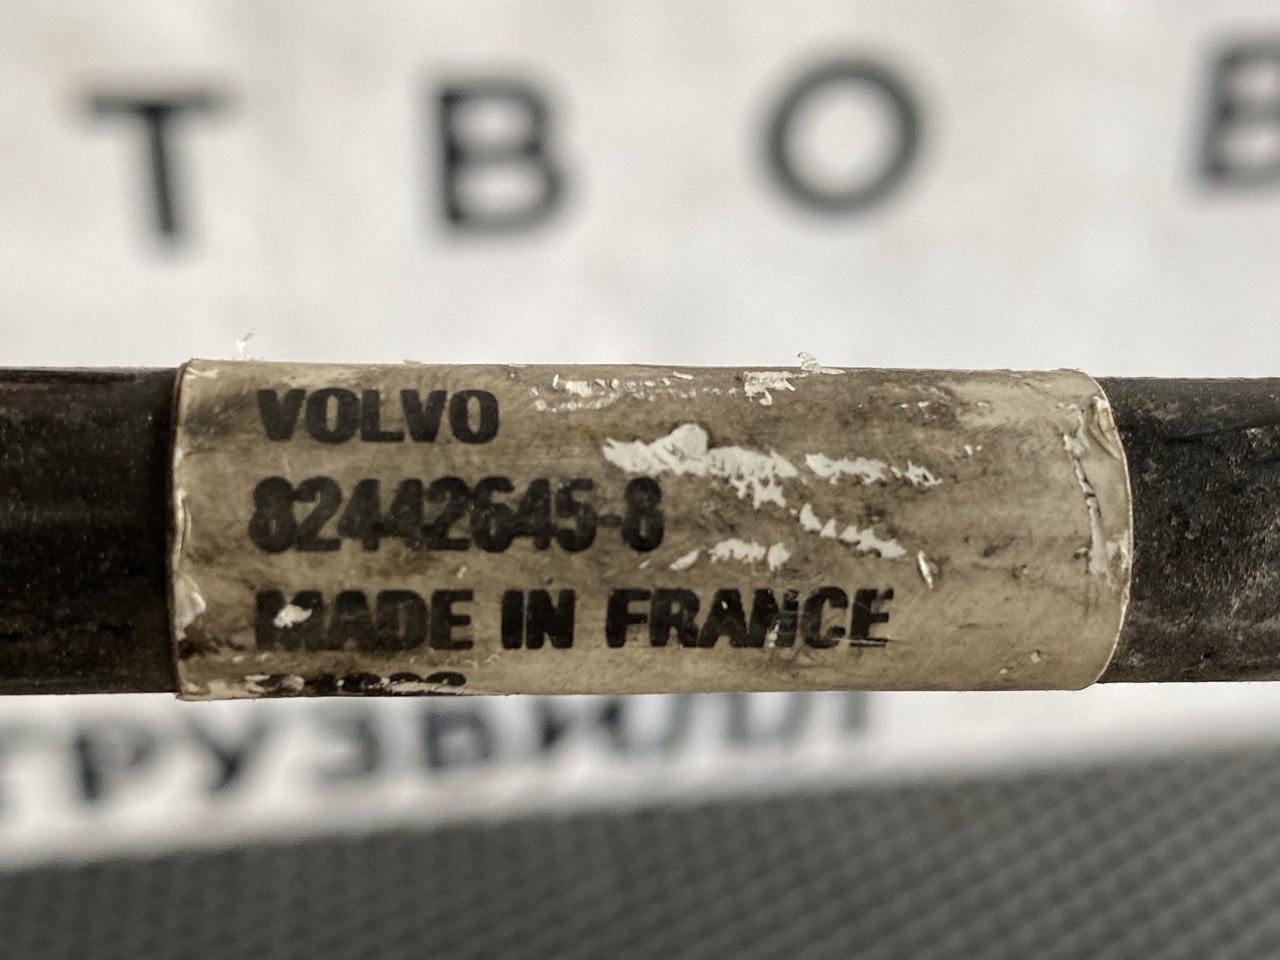 Т В О В
VOLVO
82442645-8
MADE IN FRANCE